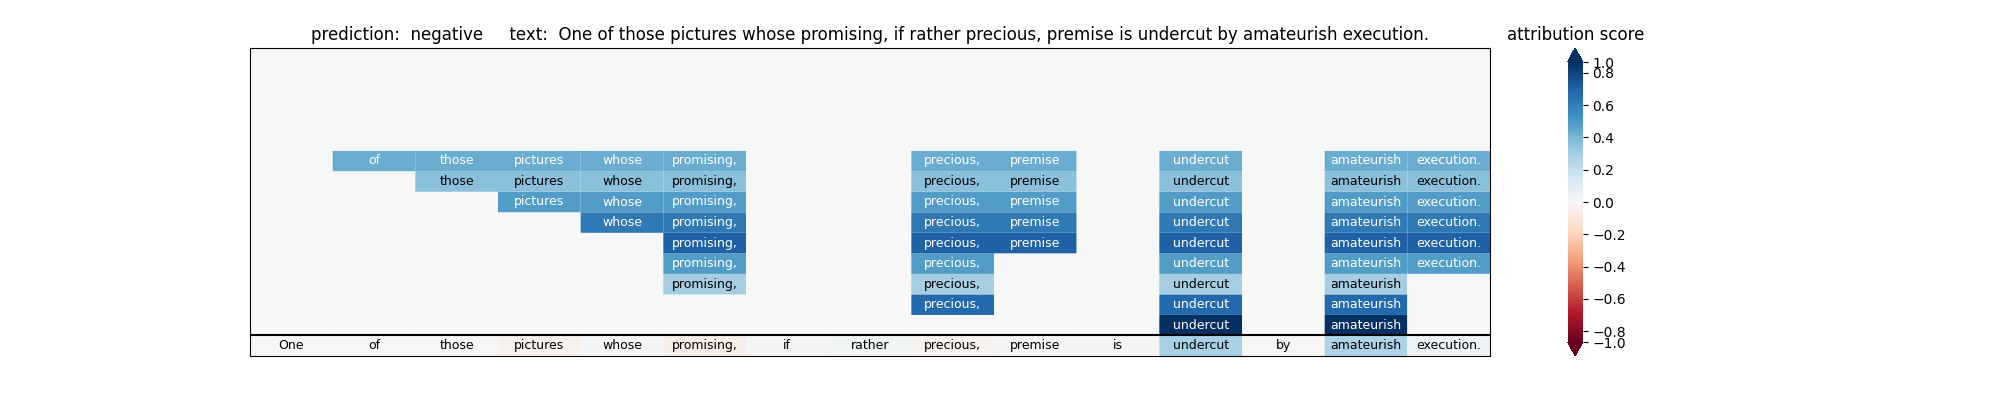 prediction:  negative     text:  One of those pictures whose promising, if rather precious, premise is undercut by amateurish execution.
attribution score
1.0
0.8
0.6
0.4
0.2
0.0
−0.2
−0.4
−0.6
−0.8
−1.0
of those pictures whose promising, precious, premise undercut amateurish execution.
those pictures whose promising, precious, premise undercut amateurish execution.
pictures whose promising, precious, premise undercut amateurish execution.
whose promising, precious, premise undercut amateurish execution.
promising, precious, premise undercut amateurish execution.
promising, precious, undercut amateurish execution.
promising, precious, undercut amateurish
precious, undercut amateurish
undercut amateurish
One of those pictures whose promising, if rather precious, premise is undercut by amateurish execution.